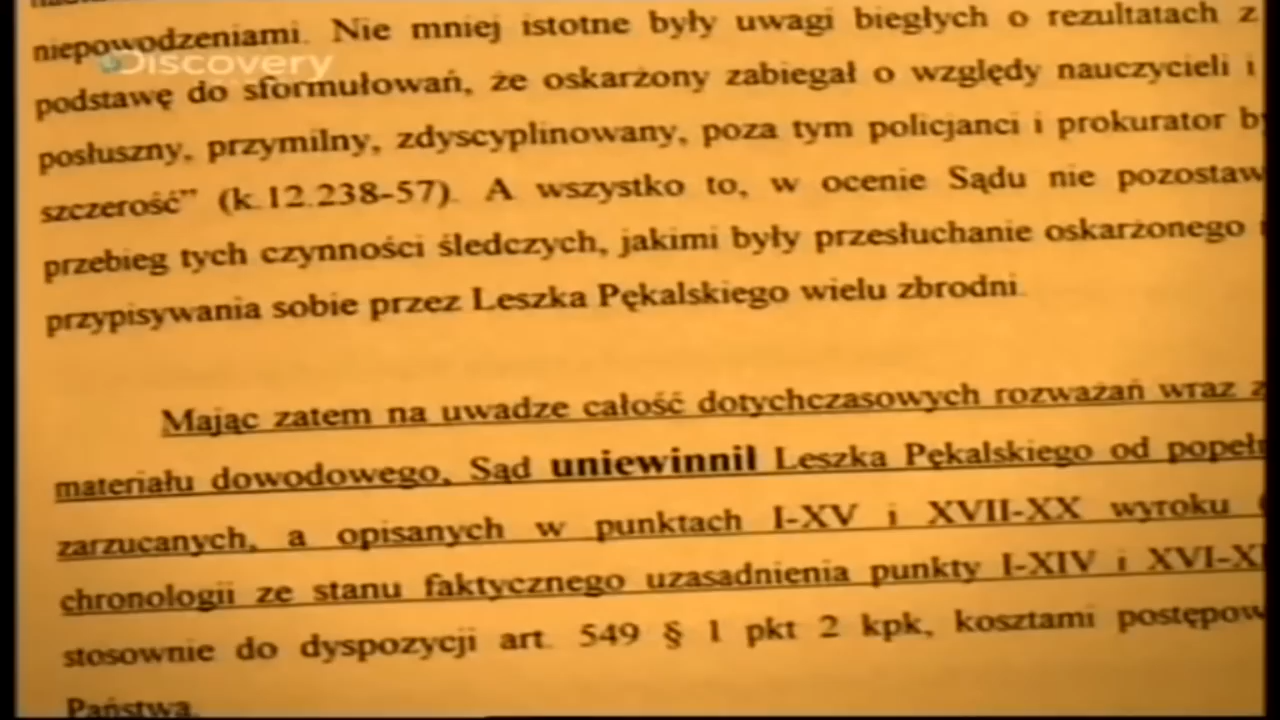 niepowodzeniami. Nie mniej istotne były uwagi biegłych o rezultatach z
Discovery
podstawę do sformułowań, że oskarżony zabiegał o względy nauczycieli i
posłuszny, przymilny, zdyscyplinowany, poza tym policjanci i prokurator
szczerość" (k.12.238-57). A wszystko to, w ocenie Sądu nie pozostaw
przebieg tych czynności śledczych, jakimi były przesłuchanie oskarżonego
przypisywania sobie przez Leszka Pękalskiego wielu zbrodni.
Mając zatem na uwadze całość dotychczasowych rozważań wraz z
materiału dowodowego, Sąd uniewinnił Leszka Pękalskiego od popeł
zarzucanych, a opisanych w punktach I-XV i XVII-XX wyroku
chronologii ze stanu faktycznego uzasadnienia punkty I-XIV i XVI-X
stosownie do dyspozycji art. 549 § 1 pkt 2 kpk, kosztami postępow
Państwa.